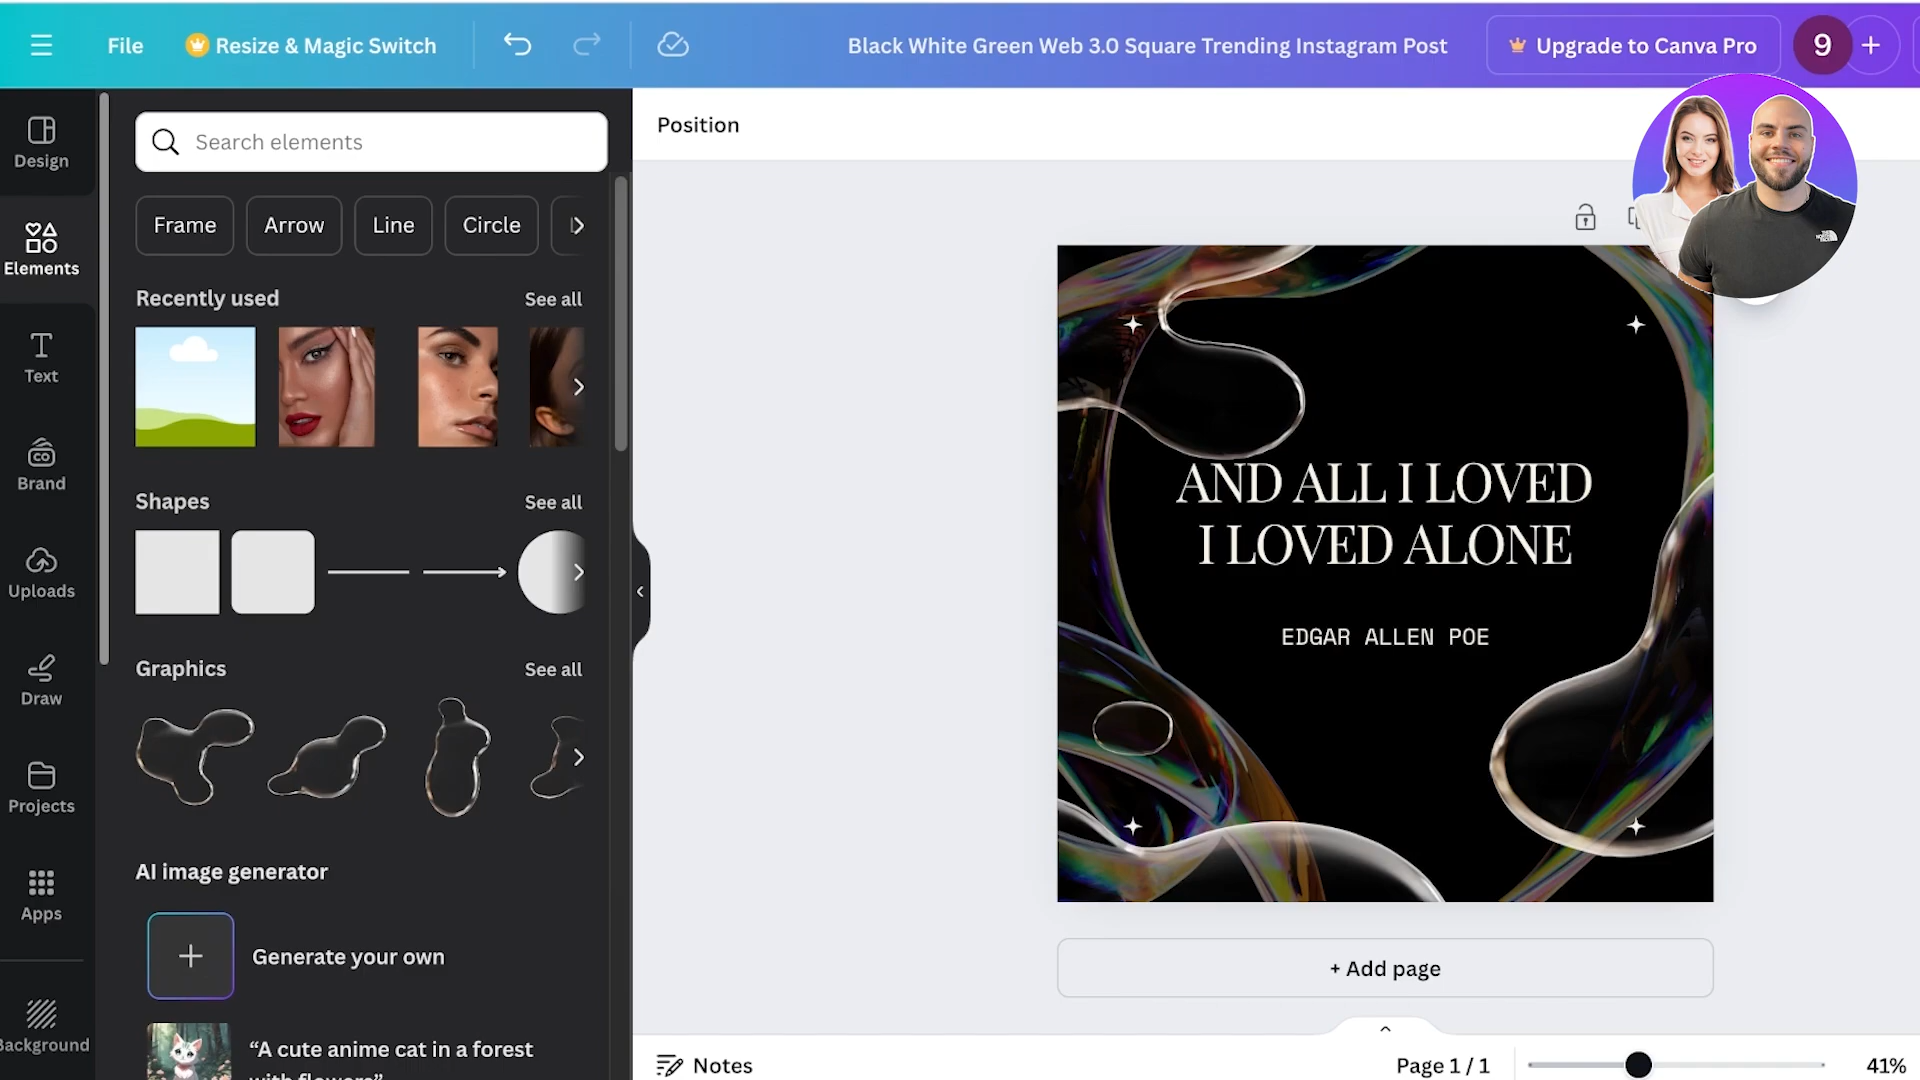 File
Resize & Magic Switch
Black White Green Web 3.0 Square Trending Instagram Post
Upgrade to Canva Pro
9
Design
Elements
Text
Brand
Uploads
Draw
Projects
Apps
Background
Search elements
Frame
Arrow
Line
Circle
Recently used
See all
Shapes
See all
Graphics
See all
AI image generator
Generate your own
“A cute anime cat in a forest
with flowers”
Position
AND ALL I LOVED
I LOVED ALONE
EDGAR ALLEN POE
+ Add page
Notes
Page 1 / 1
41%